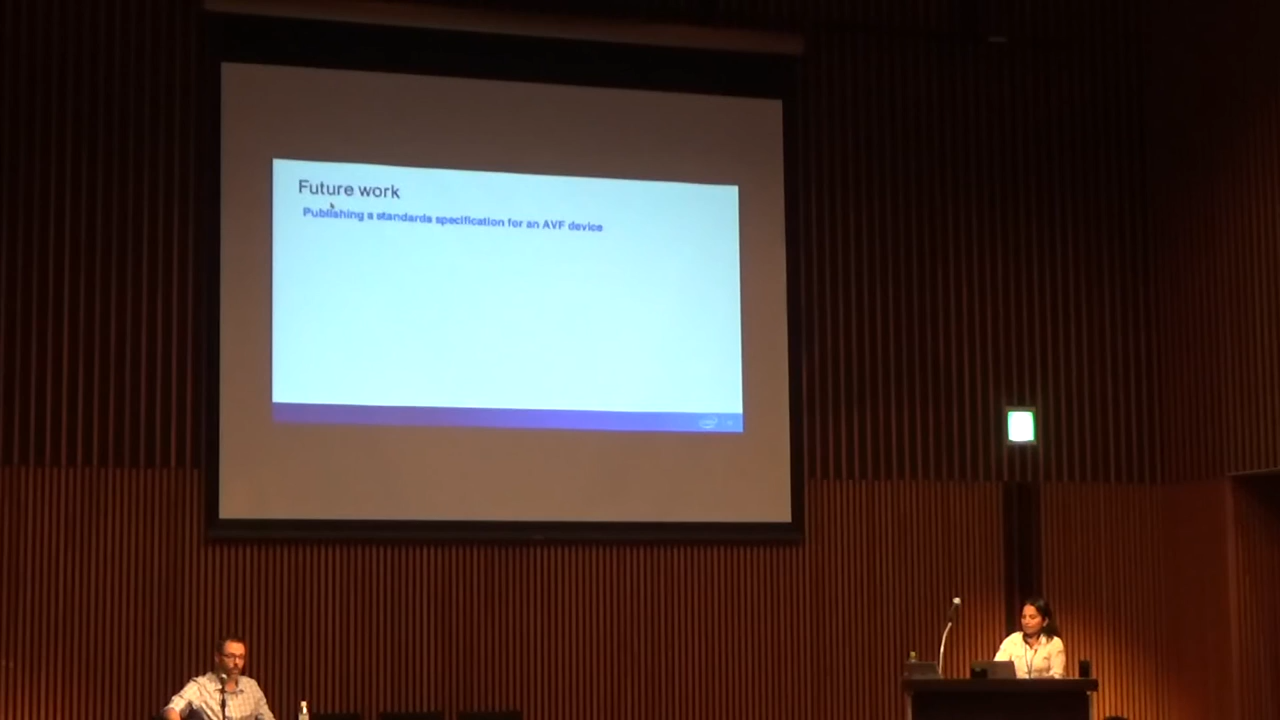 Future work
Publishing a standards specification for an AVF device